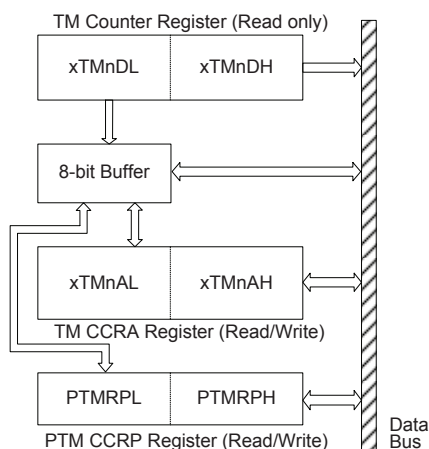 TM Counter Register (Read only)
xTMnDL xTMnDH
8-bit Buffer
xTMnAL xTMnAH
TM CCRA Register (Read/Write)
PTMRPL PTMRPH
PTM CCRP Register (Read/Write)
Data
Bus